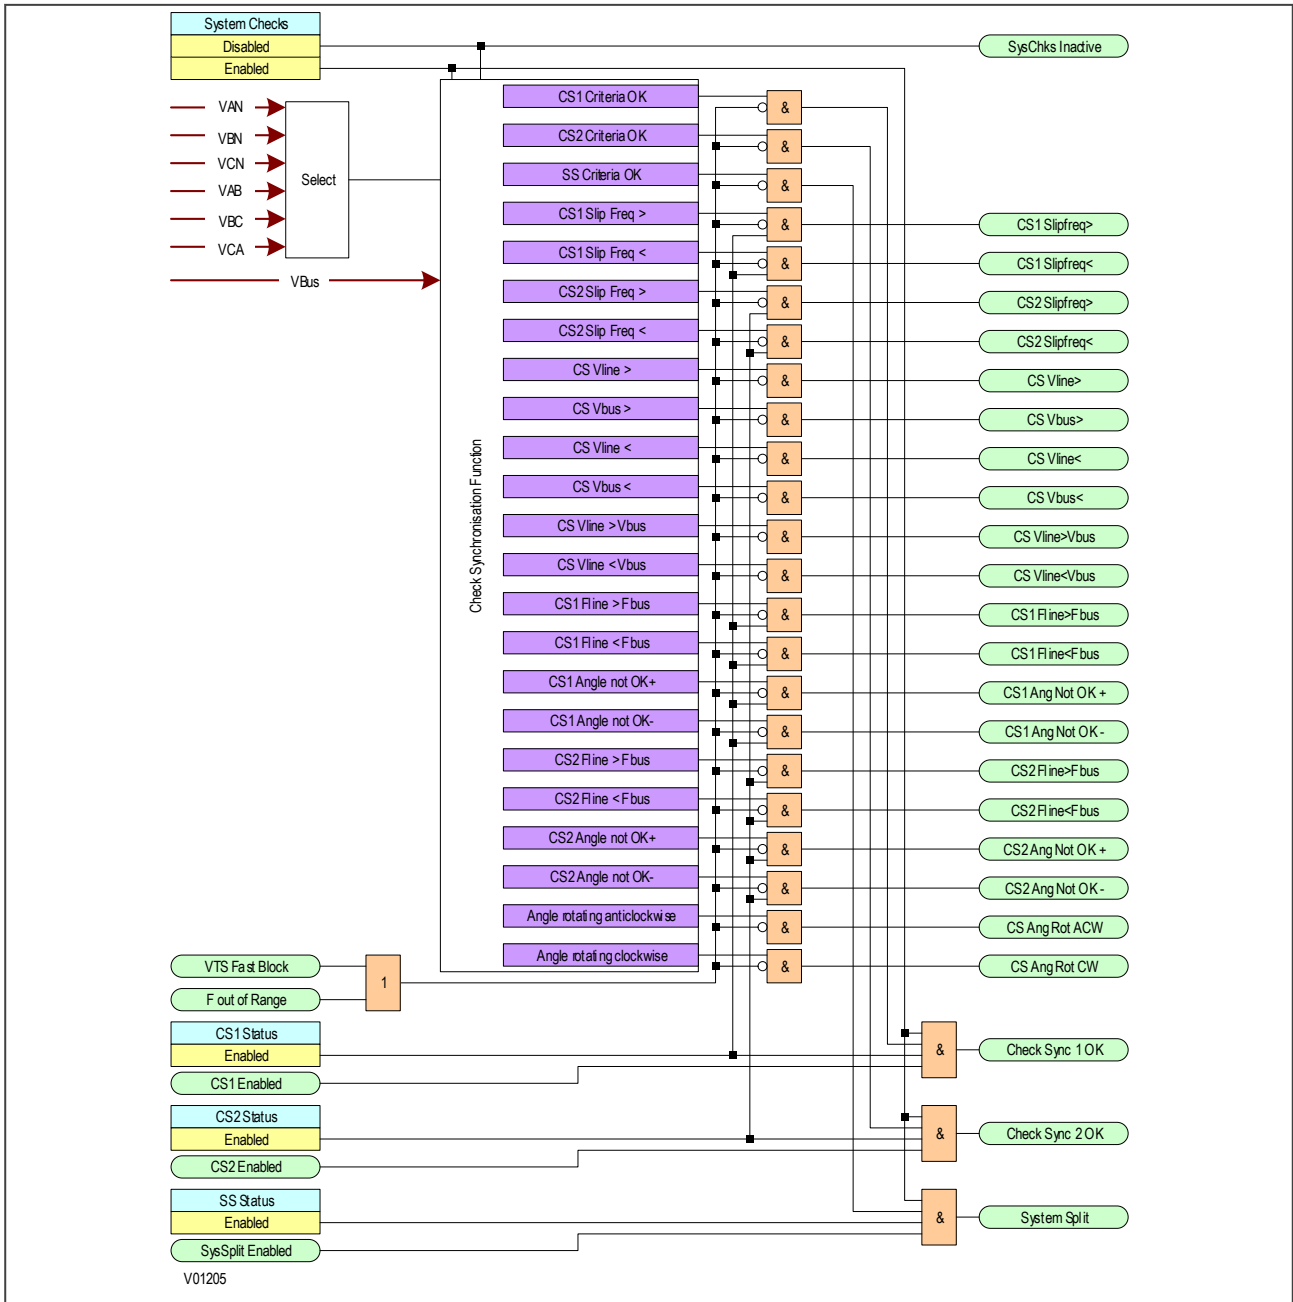 System Checks
Disabled
Enabled
SysChks Inactive
VAN
VBN
VCN
VAB
VBC
VCA
Select
VBus
Check Synchronisation Function
CS1 Criteria OK
&
CS2 Criteria OK
&
SS Criteria OK
&
CS1 Slip Freq >
&
CS1 Slipfreq>
CS1 Slip Freq <
&
CS1 Slipfreq<
CS2 Slip Freq >
&
CS2 Slipfreq>
CS2 Slip Freq <
&
CS2 Slipfreq<
CS Vline >
&
CS Vline>
CS Vbus >
&
CS Vbus>
CS Vline <
&
CS Vline<
CS Vbus <
&
CS Vbus<
CS Vline > Vbus
&
CS Vline>Vbus
CS Vline < Vbus
&
CS Vline<Vbus
CS1 Fline > Fbus
&
CS1 Fline>Fbus
CS1 Fline < Fbus
&
CS1 Fline<Fbus
CS1 Angle not OK+
&
CS1 Ang Not OK +
CS1 Angle not OK-
&
CS1 Ang Not OK -
CS2 Fline > Fbus
&
CS2 Fline>Fbus
CS2 Fline < Fbus
&
CS2 Fline<Fbus
CS2 Angle not OK+
&
CS2 Ang Not OK +
CS2 Angle not OK-
&
CS2 Ang Not OK -
Angle rotating anticlockwise
&
CS Ang Rot ACW
Angle rotating clockwise
&
CS Ang Rot CW
VTS Fast Block
F out of Range
1
CS1 Status
Enabled
CS1 Enabled
&
Check Sync 1 OK
CS2 Status
Enabled
CS2 Enabled
&
Check Sync 2 OK
SS Status
Enabled
SysSplit Enabled
&
System Split
V01205